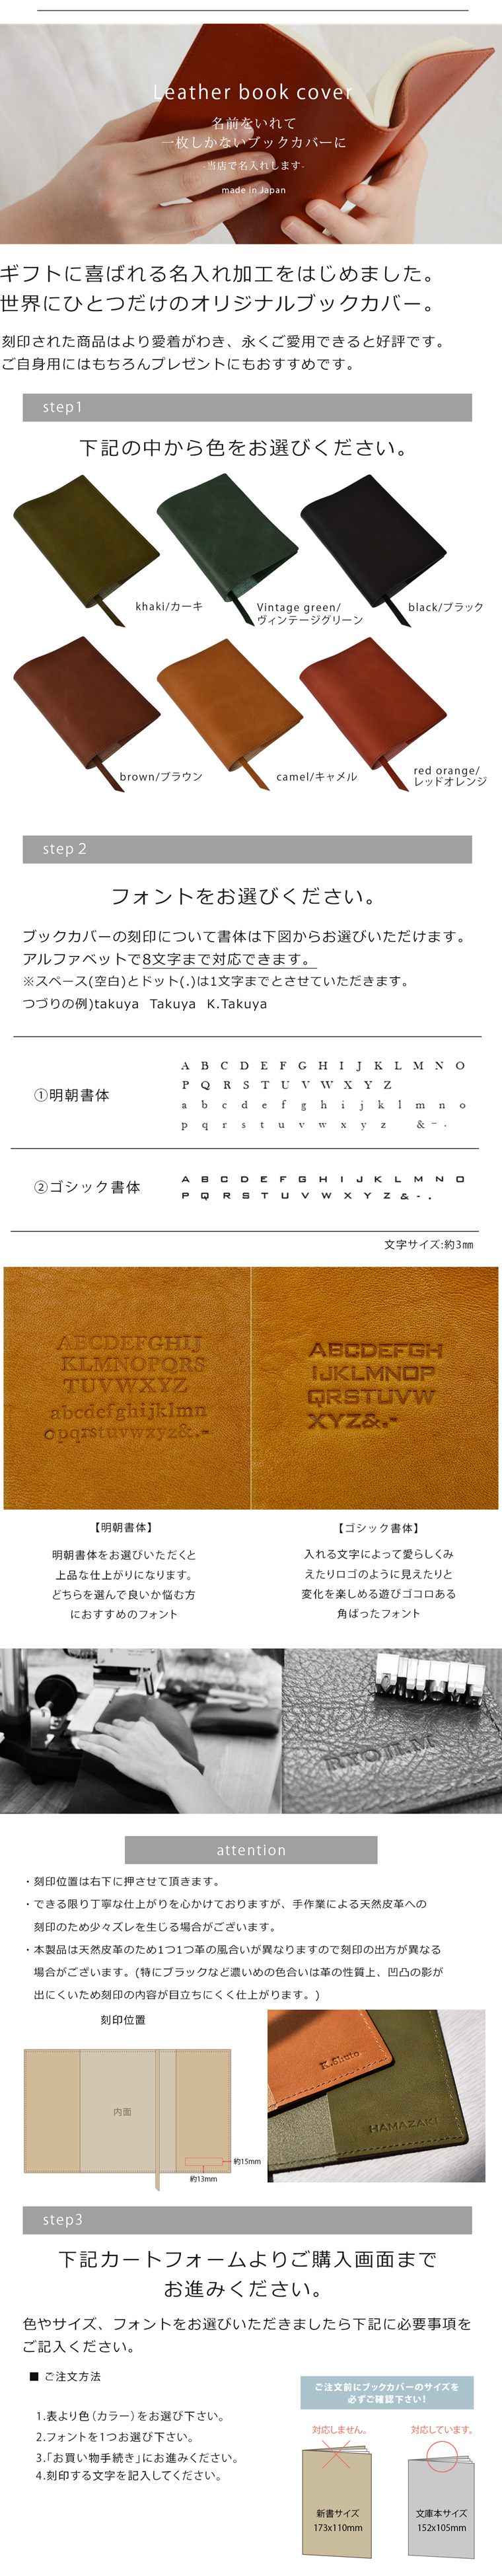 Leather book cover
名前をいれて
一枚しかないブックカバーに
-当店で名入れします-
made in Japan
ギフトに喜ばれる名入れ加工をはじめました。
世界にひとつだけのオリジナルブックカバー。
刻印された商品はより愛着がわき、永くご愛用できると好評です。
ご自身用にはもちろんプレゼントにもおすすめです。
step1
下記の中から色をお選びください。
khaki/カーキ
Vintage green/
ヴィンテージグリーン
black/ブラック
brown/ブラウン
camel/キャメル
red orange/
レッドオレンジ
step 2
フォントをお選びください。
ブックカバーの刻印について書体は下図からお選びいただけます。
アルファベットで8文字まで対応できます。
※スペース(空白)とドット(.)は1文字までとさせていただきます。
つづりの例)takuya Takuya K.Takuya
①明朝書体
A B C D E F G H I J K L M N O
P Q R S T U V W X Y Z
a b c d e f g h i j k l m n o
p q r s t u v w x y z & - .
②ゴシック書体
A B C D E F G H I J K L M N O
P Q R S T U V W X Y Z & - .
文字サイズ:約3㎜
ABCDEFGHIJ
KLMNOPQRS
TUVWXYZ
abcdefghijklmn
opqrstuvwxyz&.-
ABCDEFGH
IJKLMNOP
QRSTUVW
XYZ&.-
【明朝書体】
明朝書体をお選びいただくと
上品な仕上がりになります。
どちらを選んで良いか悩む方
におすすめのフォント
【ゴシック書体】
入れる文字によって愛らしくみ
えたりロゴのように見えたりと
変化を楽しめる遊びゴコロある
角ばったフォント
RYOH.M
attention
・刻印位置は右下に押させて頂きます。
・できる限り丁寧な仕上がりを心かけておりますが、手作業による天然皮革への
刻印のため少々ズレを生じる場合がございます。
・本製品は天然皮革のため1つ1つ革の風合いが異なりますので刻印の出方が異なる
場合がございます。(特にブラックなど濃いめの色合いは革の性質上、凹凸の影が
出にくいため刻印の内容が目立ちにくく仕上がります。)
刻印位置
内面
約15mm
約13mm
K.Shuto
HAMAZAKI
step3
下記カートフォームよりご購入画面まで
お進みください。
色やサイズ、フォントをお選びいただきましたら下記に必要事項を
ご記入ください。
■ ご注文方法
1.表より色(カラー)をお選び下さい。
2.フォントを1つお選び下さい。
3.「お買い物手続き」にお進みください。
4.刻印する文字を記入してください。
ご注文前にブックカバーのサイズを
必ずご確認下さい！
対応しません。
対応しています。
新書サイズ
173x110mm
文庫本サイズ
152x105mm